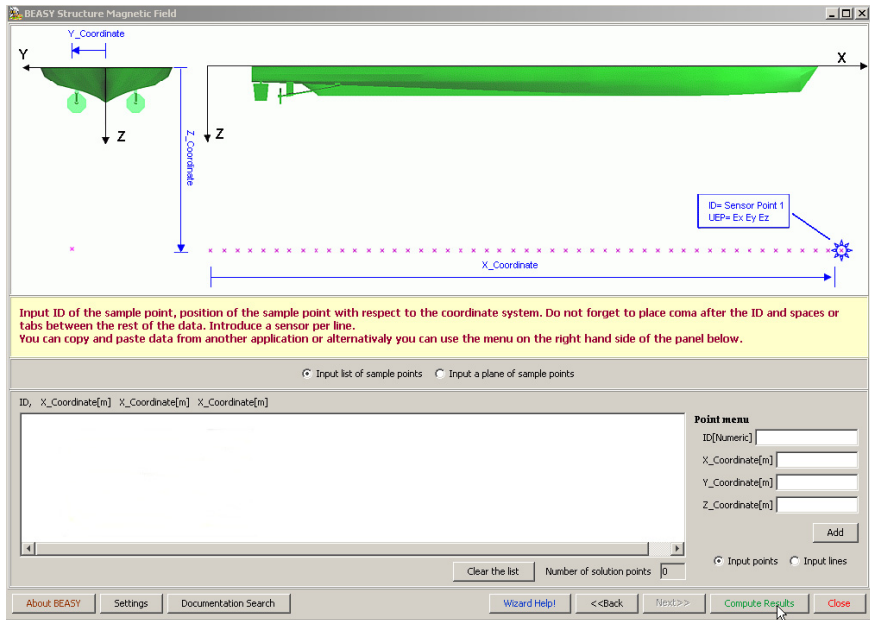 BEASY Structure Magnetic Field
Y_Coordinate
Y
X
Z
Z
Z_Coordinate
ID= Sensor Point 1
UEP= Ex Ey Ez
X_Coordinate
Input ID of the sample point, position of the sample point with respect to the coordinate system. Do not forget to place coma after the ID and spaces or
tabs between the rest of the data. Introduce a sensor per line.
You can copy and paste data from another application or alternativaly you can use the menu on the right hand side of the panel below.
Input list of sample points Input a plane of sample points
ID, X_Coordinate[m] X_Coordinate[m] X_Coordinate[m]
Point menu
ID[Numeric]
X_Coordinate[m]
Y_Coordinate[m]
Z_Coordinate[m]
Add
Input points Input lines
Clear the list Number of solution points 0
About BEASY Settings Documentation Search Wizard Help! <<Back Next>> Compute Results Close